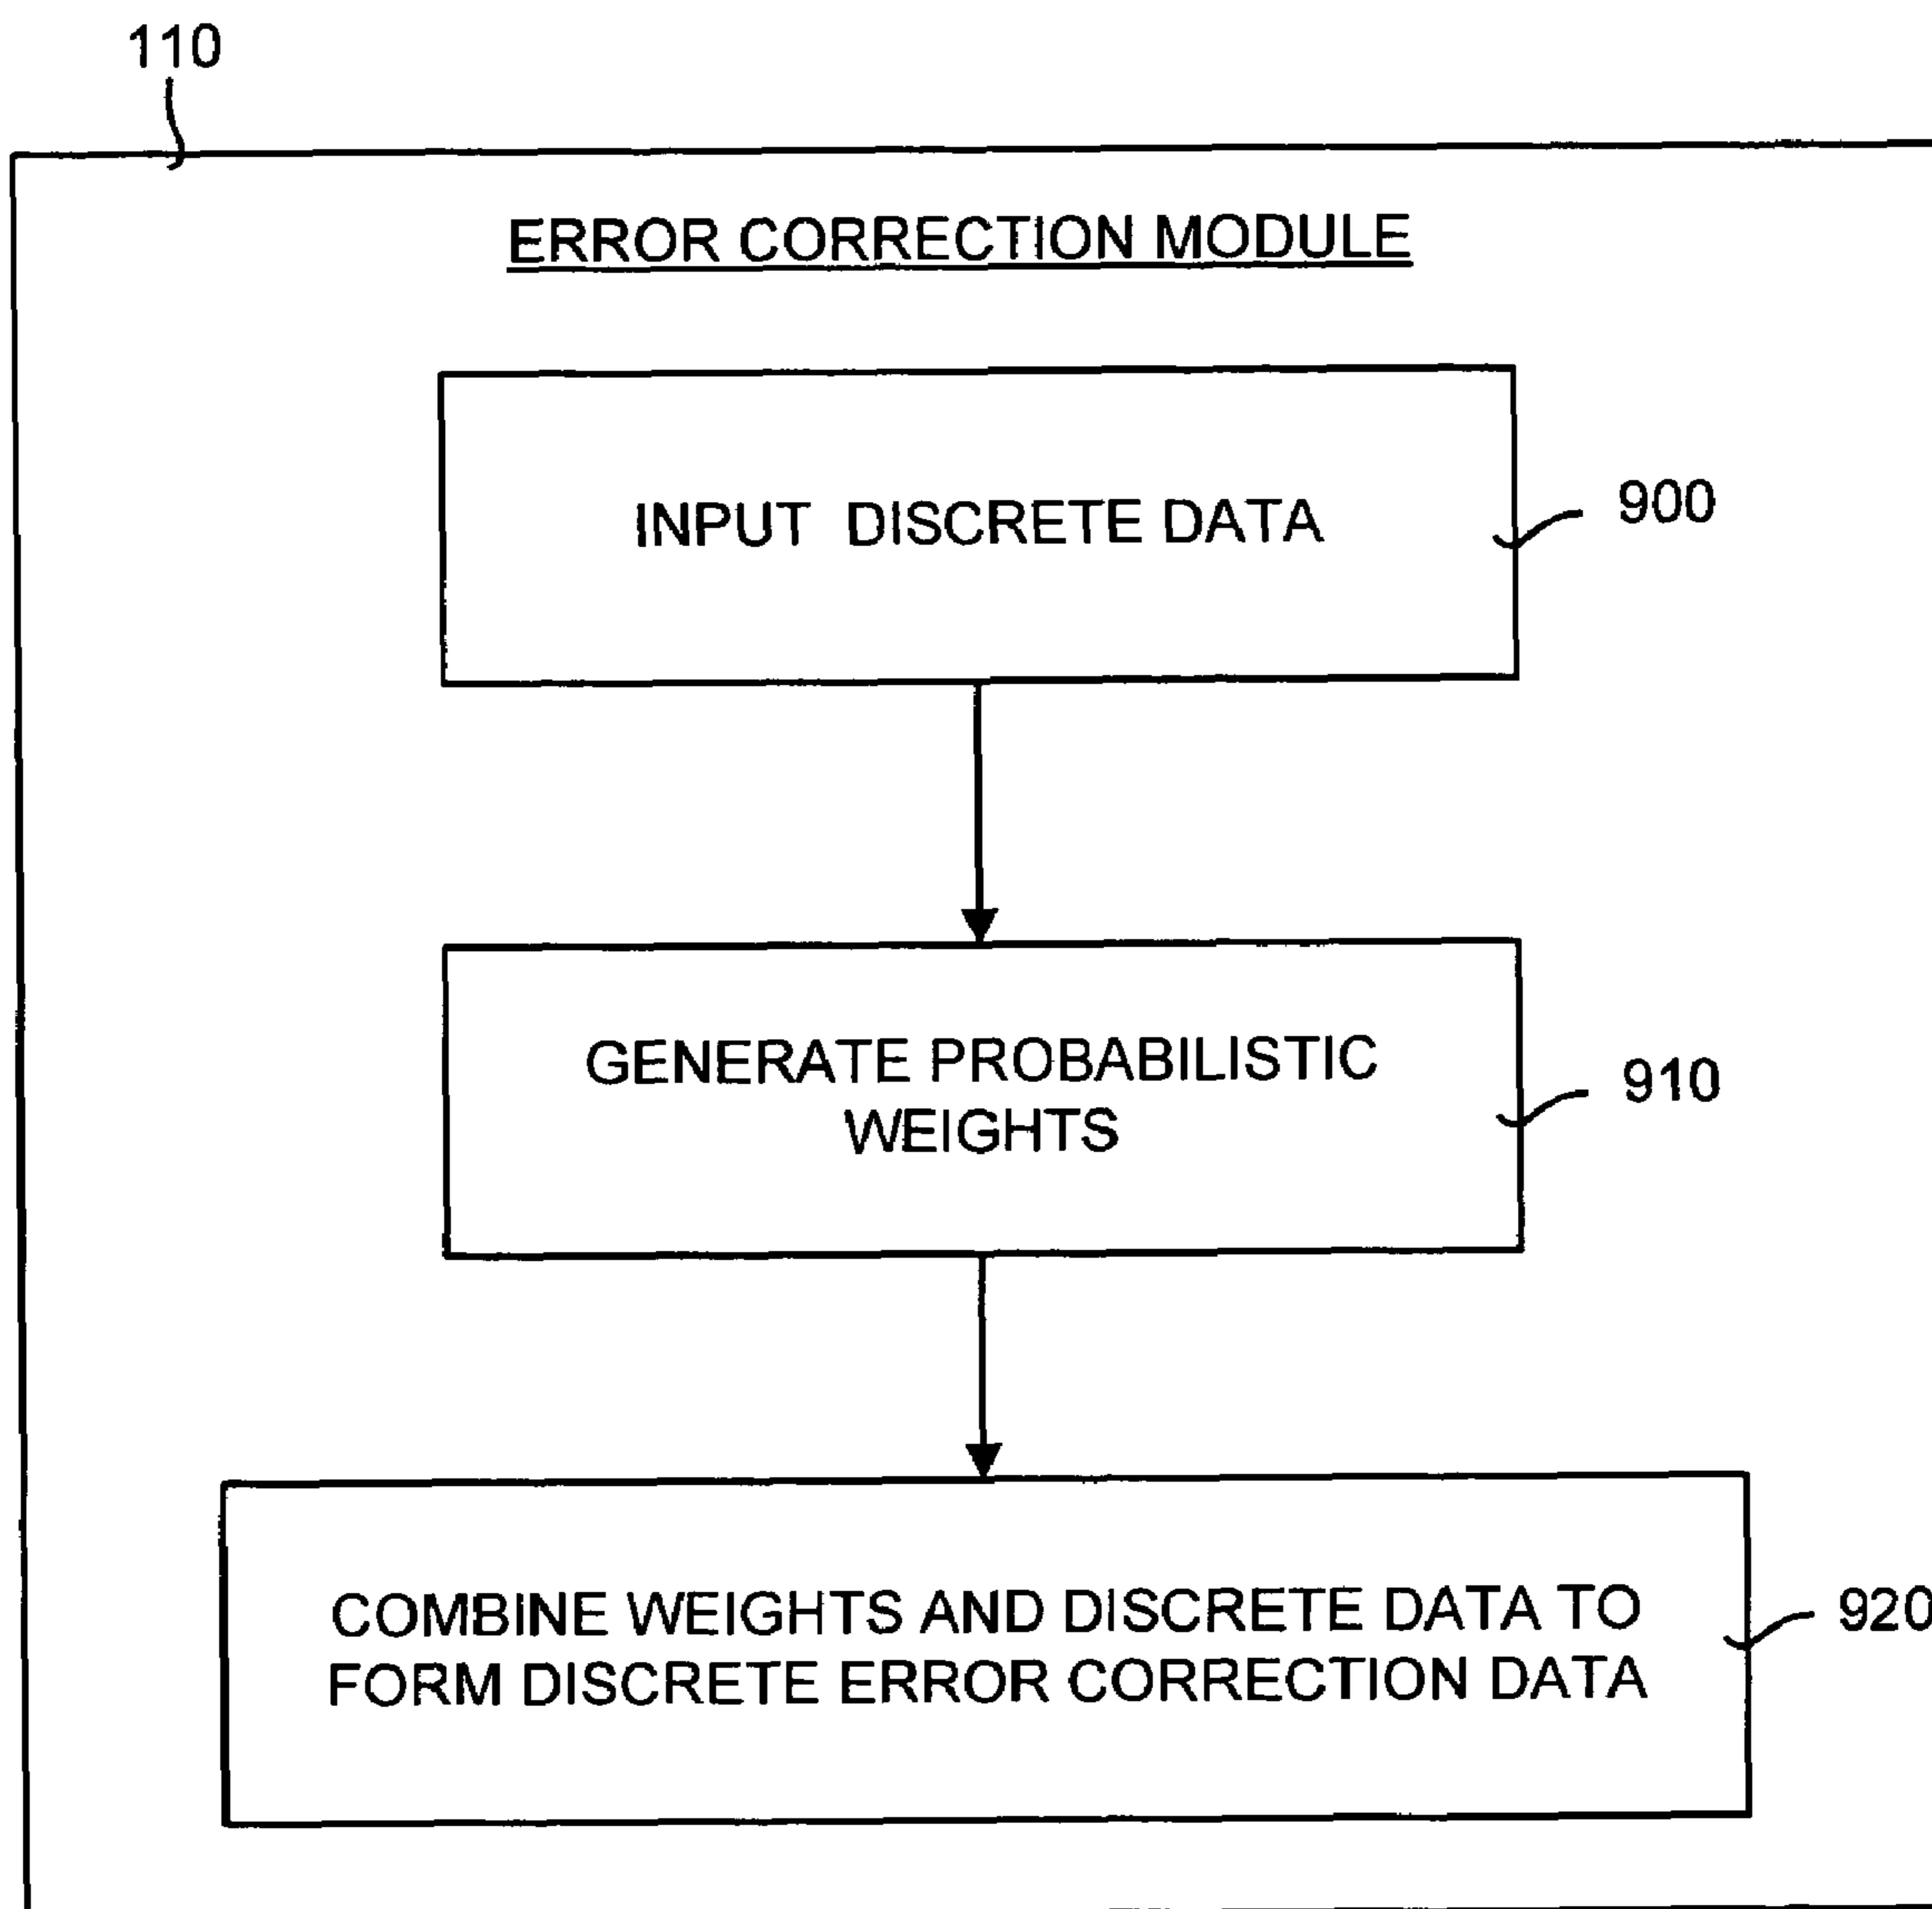 110
ERROR CORRECTION MODULE
INPUT DISCRETE DATA
900
GENERATE PROBABILISTIC
WEIGHTS
910
COMBINE WEIGHTS AND DISCRETE DATA TO
FORM DISCRETE ERROR CORRECTION DATA
920